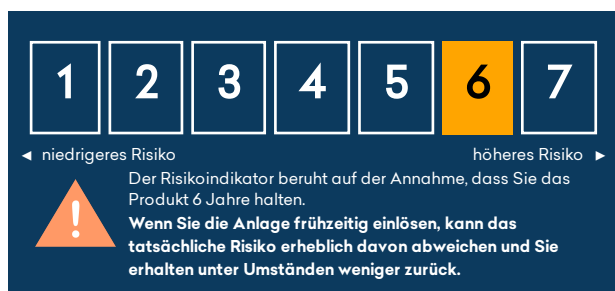 1 2 3 4 5 6 7
◄ niedrigeres Risiko höheres Risiko ►
Der Risikoindikator beruht auf der Annahme, dass Sie das
Produkt 6 Jahre halten.
Wenn Sie die Anlage frühzeitig einlösen, kann das
tatsächliche Risiko erheblich davon abweichen und Sie
erhalten unter Umständen weniger zurück.